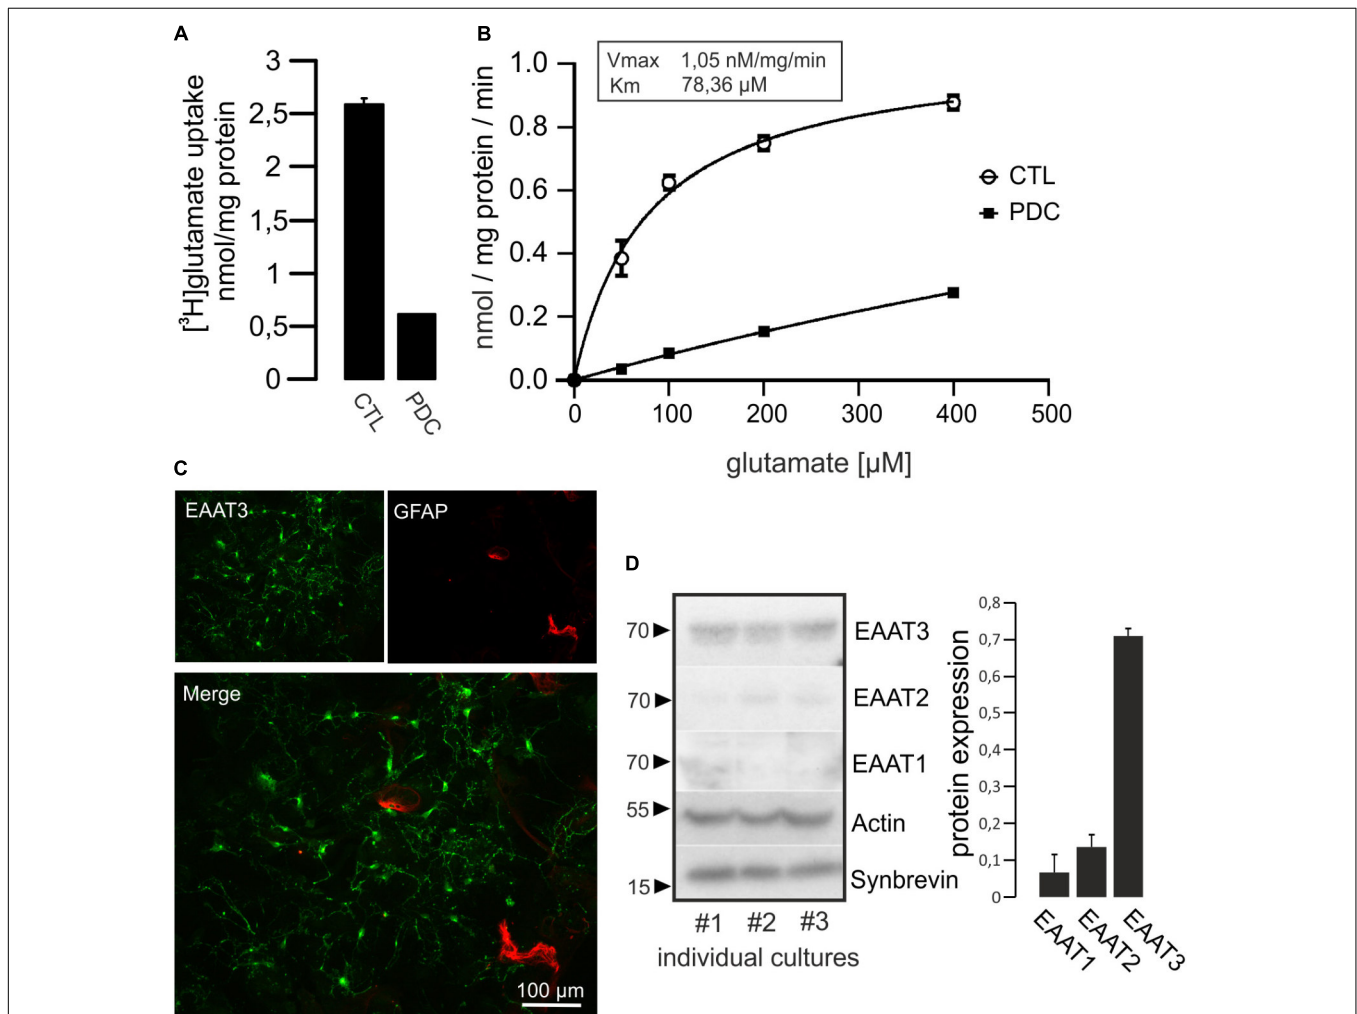 A
[³H]glutamate uptake
nmol/mg protein
3
2,5
2
1,5
1
0,5
0
CTL
PDC
B
Vmax 1,05 nM/mg/min
Km 78,36 µM
nmol / mg protein / min
1.0
0.8
0.6
0.4
0.2
0.0
0 100 200 300 400 500
glutamate [µM]
CTL
PDC
C
EAAT3
GFAP
Merge
100 µm
D
70 EAAT3
70 EAAT2
70 EAAT1
55 Actin
15 Synbrevin
#1 #2 #3
individual cultures
protein expression
0,8
0,7
0,6
0,5
0,4
0,3
0,2
0,1
0
EAAT1
EAAT2
EAAT3